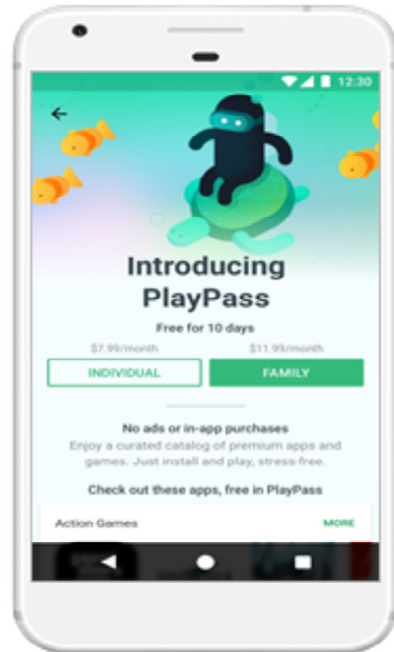 12:30
Introducing
PlayPass
Free for 10 days
$7.99/month $11.99/month
INDIVIDUAL FAMILY
No ads or in-app purchases
Enjoy a curated catalog of premium apps and
games. Just install and play, stress-free.
Check out these apps, free in PlayPass
Action Games MORE